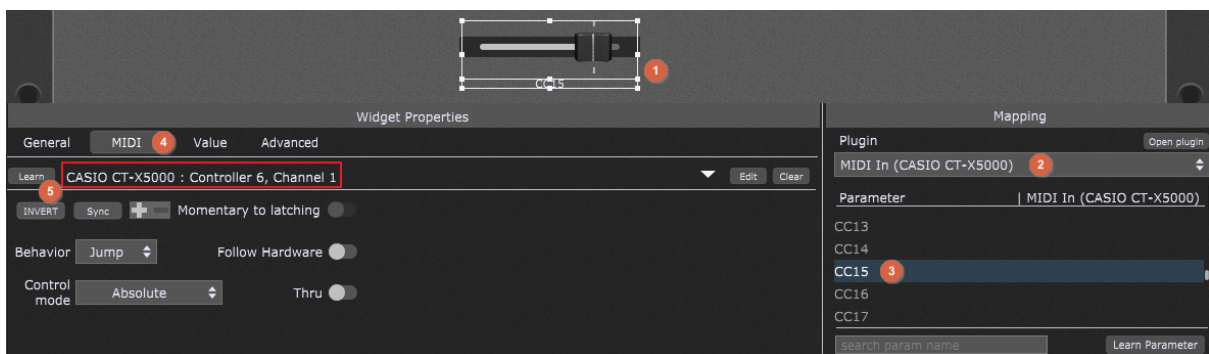 CC15
1
Widget Properties
General MIDI 4 Value Advanced
Learn CASIO CT-X5000 : Controller 6, Channel 1 Edit Clear
5
INVERT Sync Momentary to latching
Behavior Jump Follow Hardware
Control mode Absolute Thru
Mapping
Plugin Open plugin
MIDI In (CASIO CT-X5000) 2
Parameter | MIDI In (CASIO CT-X5000)
CC13
CC14
CC15 3
CC16
CC17
search param name Learn Parameter